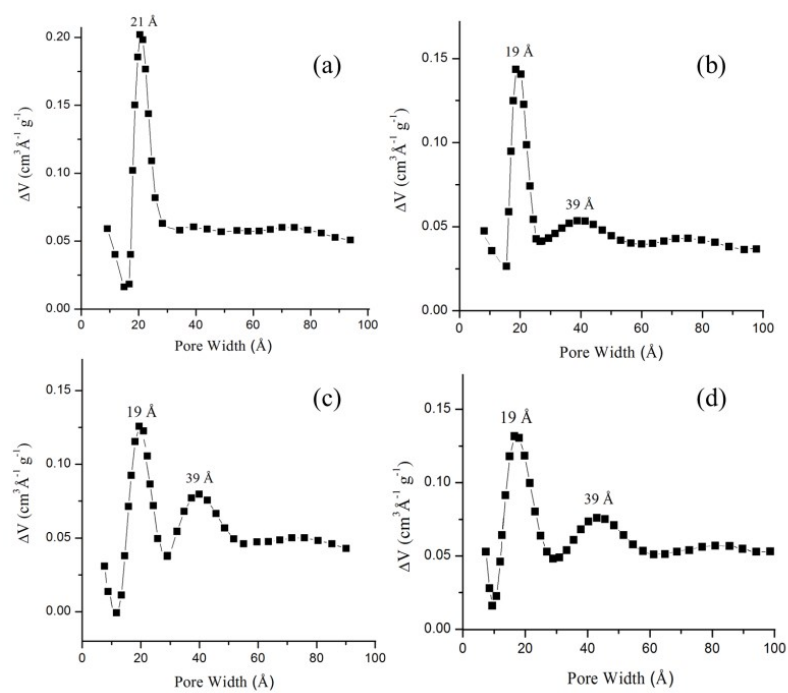 21 Å
(a)
0.20
0.15
0.10
0.05
0.00
ΔV (cm³Å⁻¹ g⁻¹)
0 20 40 60 80 100
Pore Width (Å)
19 Å
39 Å
(b)
0.15
0.10
0.05
0.00
ΔV (cm³Å⁻¹ g⁻¹)
0 20 40 60 80 100
Pore Width (Å)
19 Å
39 Å
(c)
0.15
0.10
0.05
0.00
ΔV (cm³Å⁻¹ g⁻¹)
0 20 40 60 80 100
Pore Width (Å)
19 Å
39 Å
(d)
0.15
0.10
0.05
0.00
ΔV (cm³Å⁻¹ g⁻¹)
0 20 40 60 80 100
Pore Width (Å)